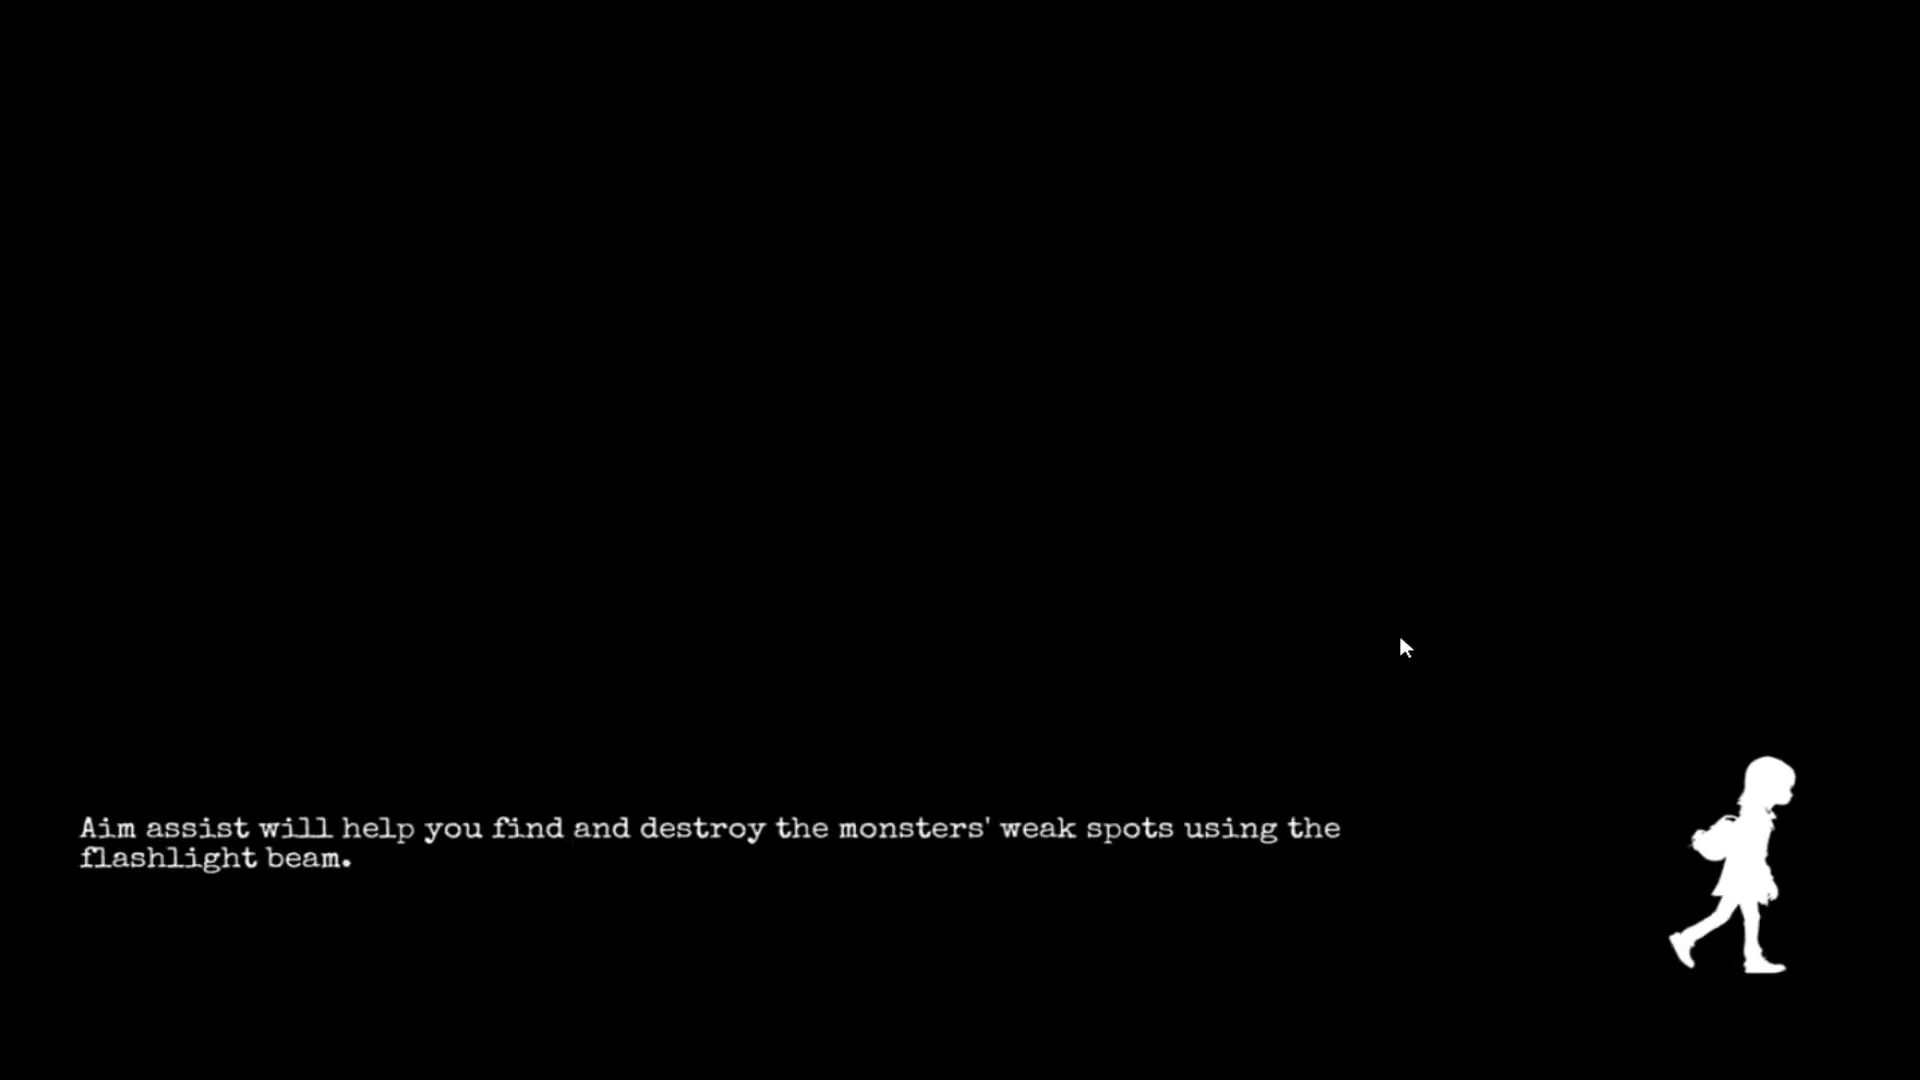 Aim assist will help you find and destroy the monsters' weak spots using the
flashlight beam.